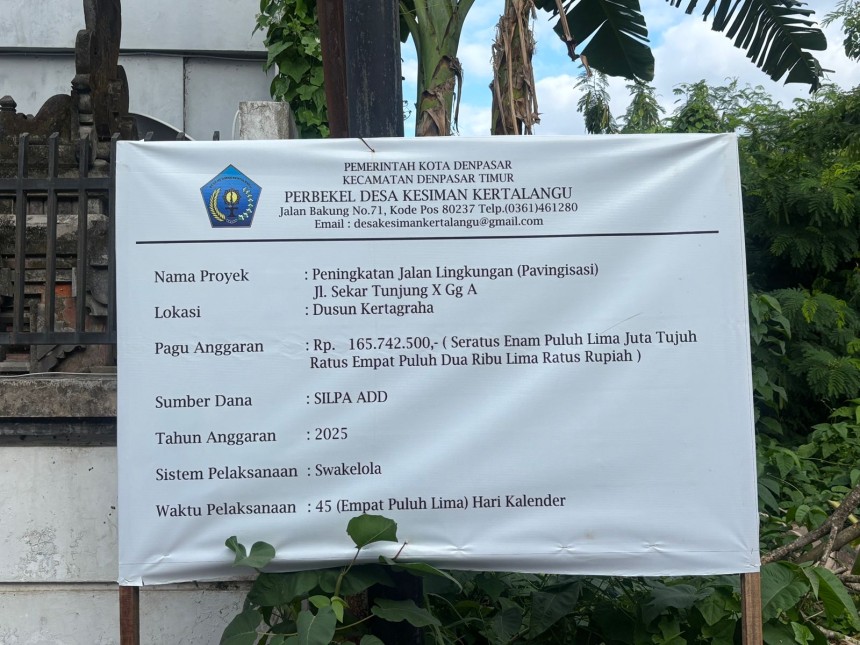 PEMERINTAH KOTA DENPASAR
KECAMATAN DENPASAR TIMUR
PERBEKEL DESA KESIMAN KERTALANGU
Jalan Bakung No.71, Kode Pos 80237 Telp.(0361)461280
Email : desakesimankertalangu@gmail.com
Nama Proyek : Peningkatan Jalan Lingkungan (Pavingisasi)
Jl. Sekar Tunjung X Gg A
Lokasi : Dusun Kertagraha
Pagu Anggaran : Rp. 165.742.500,- ( Seratus Enam Puluh Lima Juta Tujuh
Ratus Empat Puluh Dua Ribu Lima Ratus Rupiah )
Sumber Dana : SILPA ADD
Tahun Anggaran : 2025
Sistem Pelaksanaan : Swakelola
Waktu Pelaksanaan : 45 (Empat Puluh Lima) Hari Kalender